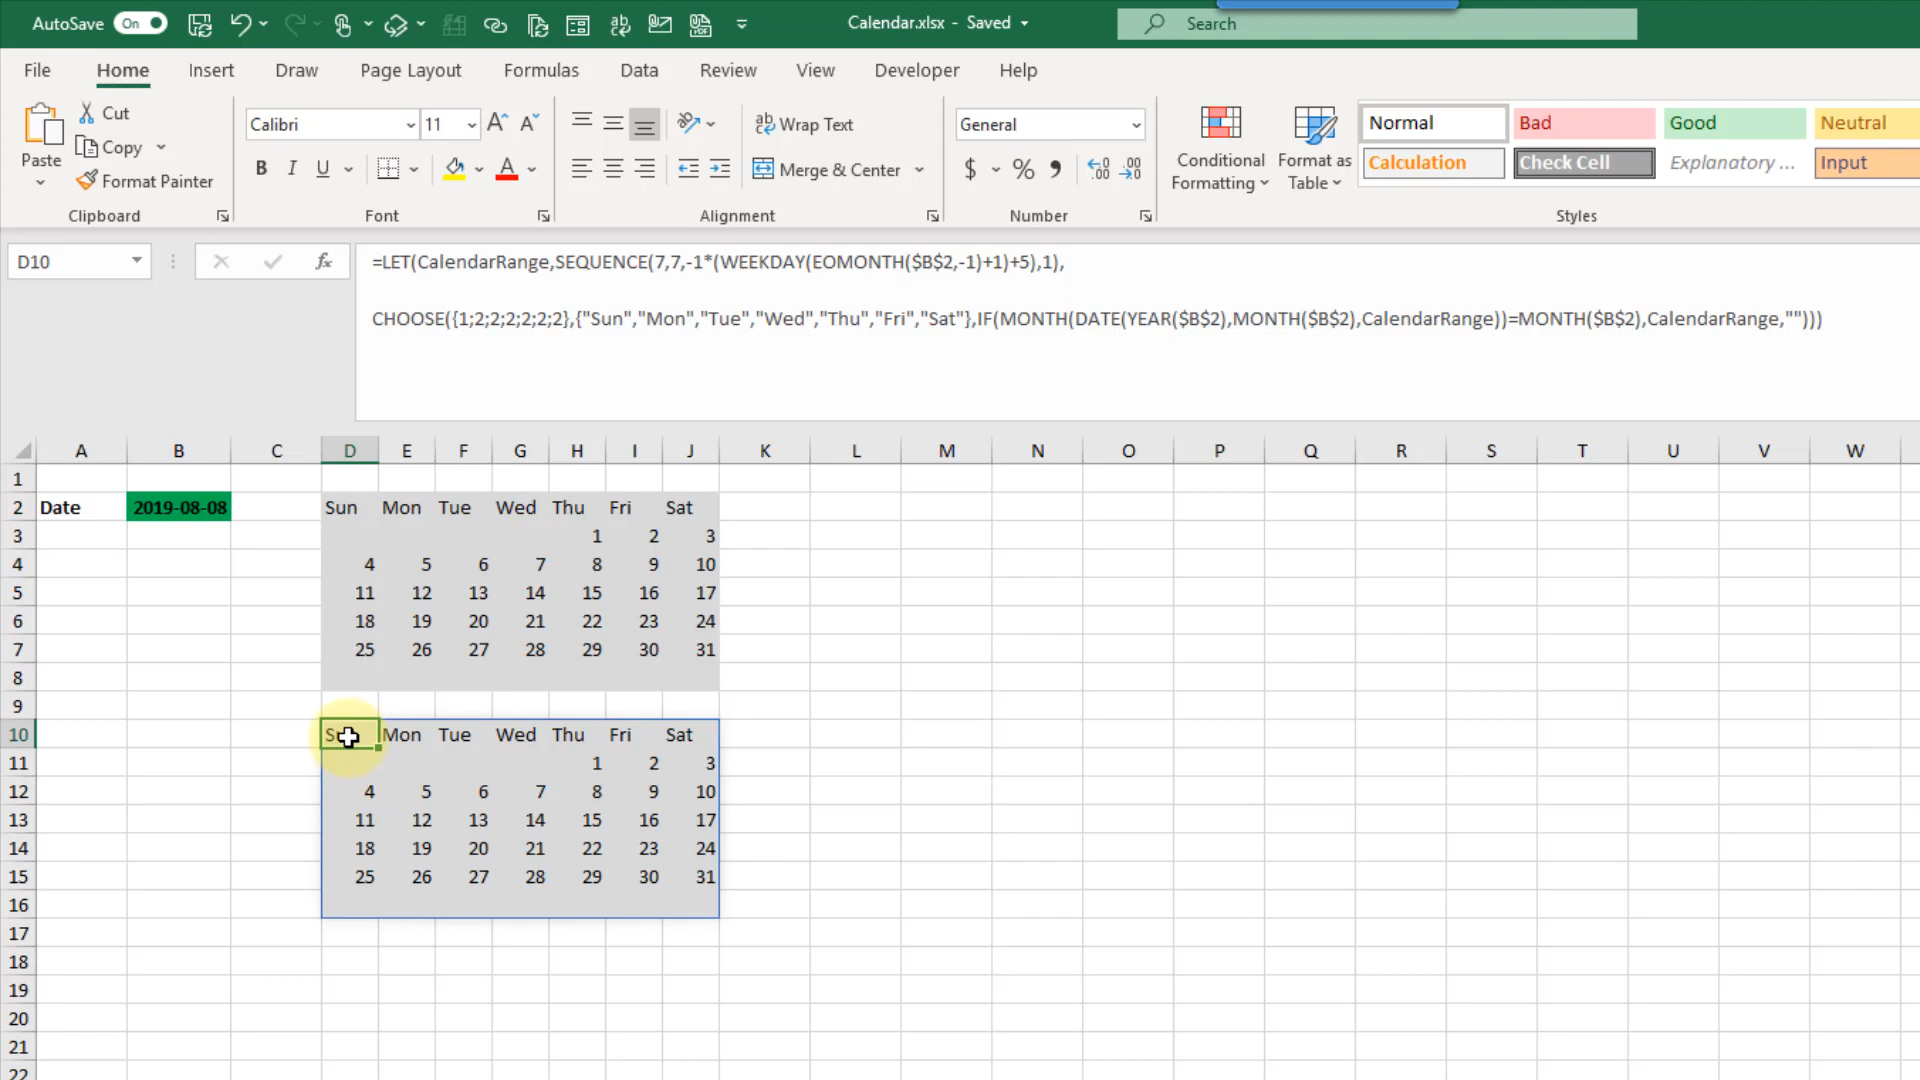 AutoSave On Calendar.xlsx - Saved Search
File Home Insert Draw Page Layout Formulas Data Review View Developer Help
Paste Cut Copy Format Painter Clipboard
Calibri 11 B I U A Font
ab Wrap Text Merge & Center Alignment
General $ % Number
Conditional Formatting Format as Table
Normal Bad Good Neutral
Calculation Check Cell Explanatory ... Input
Styles
D10 fx =LET(CalendarRange,SEQUENCE(7,7,-1*(WEEKDAY(EOMONTH($B$2,-1)+1)+5),1),
CHOOSE({1;2;2;2;2;2;2},{"Sun","Mon","Tue","Wed","Thu","Fri","Sat"},IF(MONTH(DATE(YEAR($B$2),MONTH($B$2),CalendarRange))=MONTH($B$2),CalendarRange,"")))
A B C D E F G H I J K L M N O P Q R S T U V W
1
2 Date 2019-08-08 Sun Mon Tue Wed Thu Fri Sat
3 1 2 3
4 4 5 6 7 8 9 10
5 11 12 13 14 15 16 17
6 18 19 20 21 22 23 24
7 25 26 27 28 29 30 31
8
9
10 Mon Tue Wed Thu Fri Sat
11 1 2 3
12 4 5 6 7 8 9 10
13 11 12 13 14 15 16 17
14 18 19 20 21 22 23 24
15 25 26 27 28 29 30 31
16
17
18
19
20
21
22